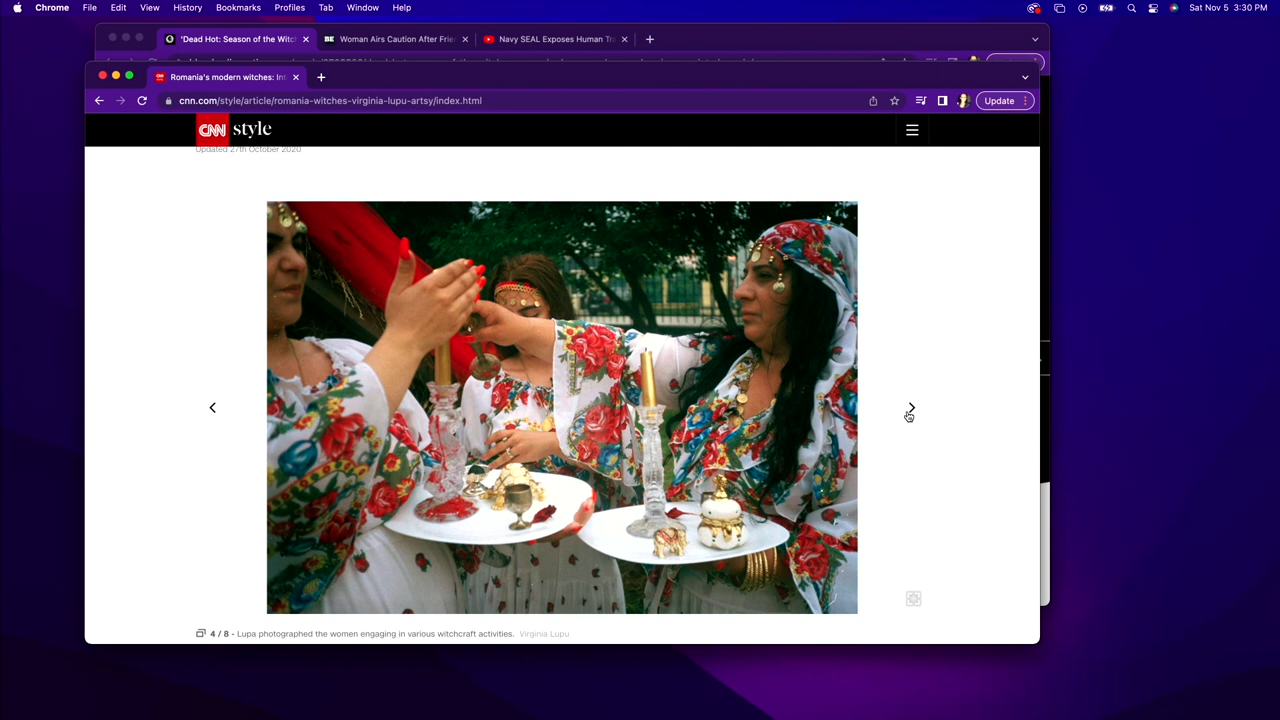 Chrome File Edit View History Bookmarks Profiles Tab Window Help Sat Nov 5 3:30 PM
'Dead Hot: Season of the Witc Woman Airs Caution After Frie Navy SEAL Exposes Human Tra
Romania's modern witches: Int
cnn.com/style/article/romania-witches-virginia-lupu-artsy/index.html Update
CNN style
Updated 27th October 2020
4 / 8 - Lupa photographed the women engaging in various witchcraft activities. Virginia Lupu